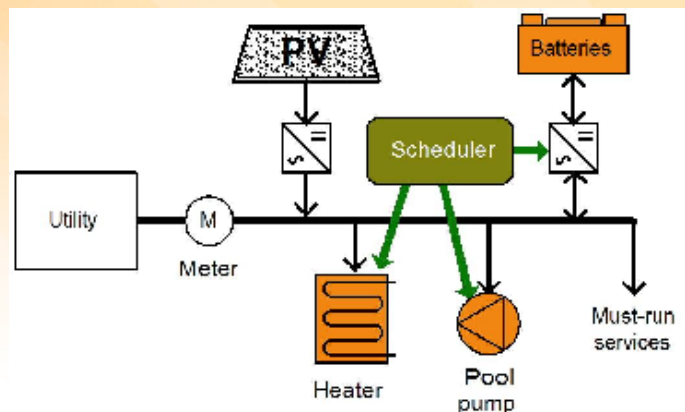 PV
Batteries
Scheduler
Utility
M
Meter
Heater
Pool
pump
Must-run
services